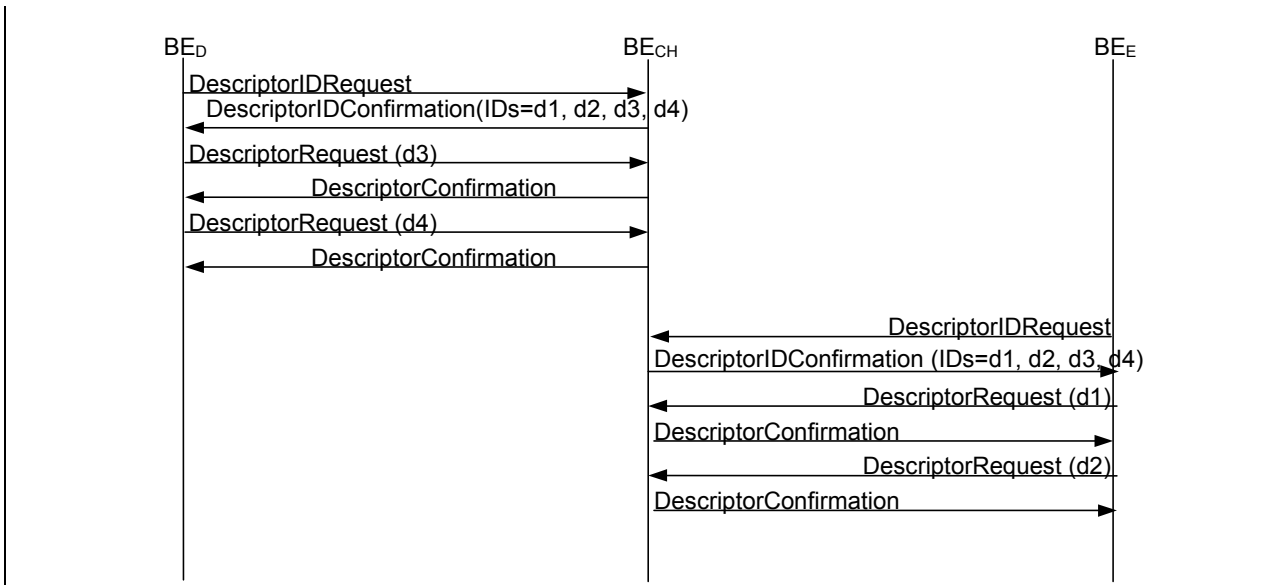 BED BECH BEE
DescriptorIDRequest
DescriptorIDConfirmation(IDs=d1, d2, d3, d4)
DescriptorRequest (d3)
DescriptorConfirmation
DescriptorRequest (d4)
DescriptorConfirmation
DescriptorIDRequest
DescriptorIDConfirmation (IDs=d1, d2, d3, d4)
DescriptorRequest (d1)
DescriptorConfirmation
DescriptorRequest (d2)
DescriptorConfirmation